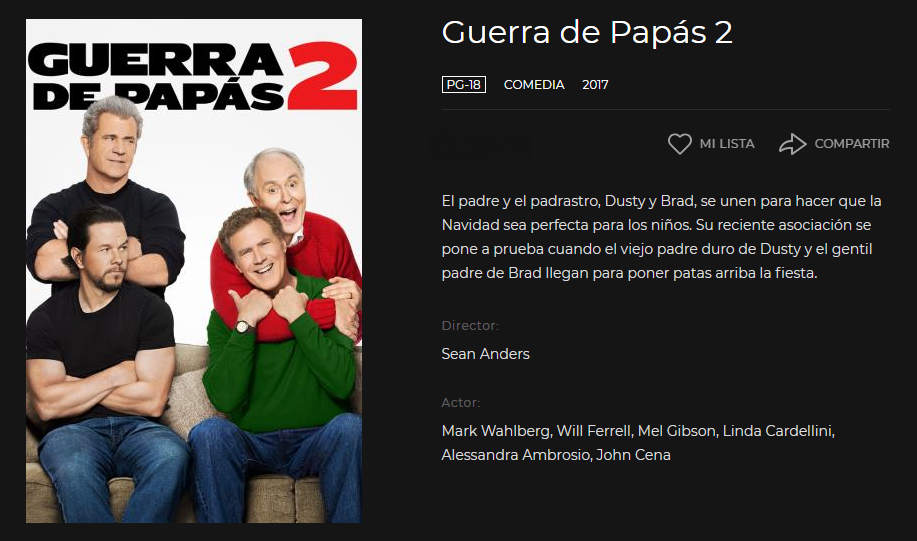 GUERRA
DE PAPÁS 2
Guerra de Papás 2
PG-18 COMEDIA 2017
MI LISTA COMPARTIR
El padre y el padrastro, Dusty y Brad, se unen para hacer que la
Navidad sea perfecta para los niños. Su reciente asociación se
pone a prueba cuando el viejo padre duro de Dusty y el gentil
padre de Brad llegan para poner patas arriba la fiesta.
Director:
Sean Anders
Actor:
Mark Wahlberg, Will Ferrell, Mel Gibson, Linda Cardellini,
Alessandra Ambrosio, John Cena